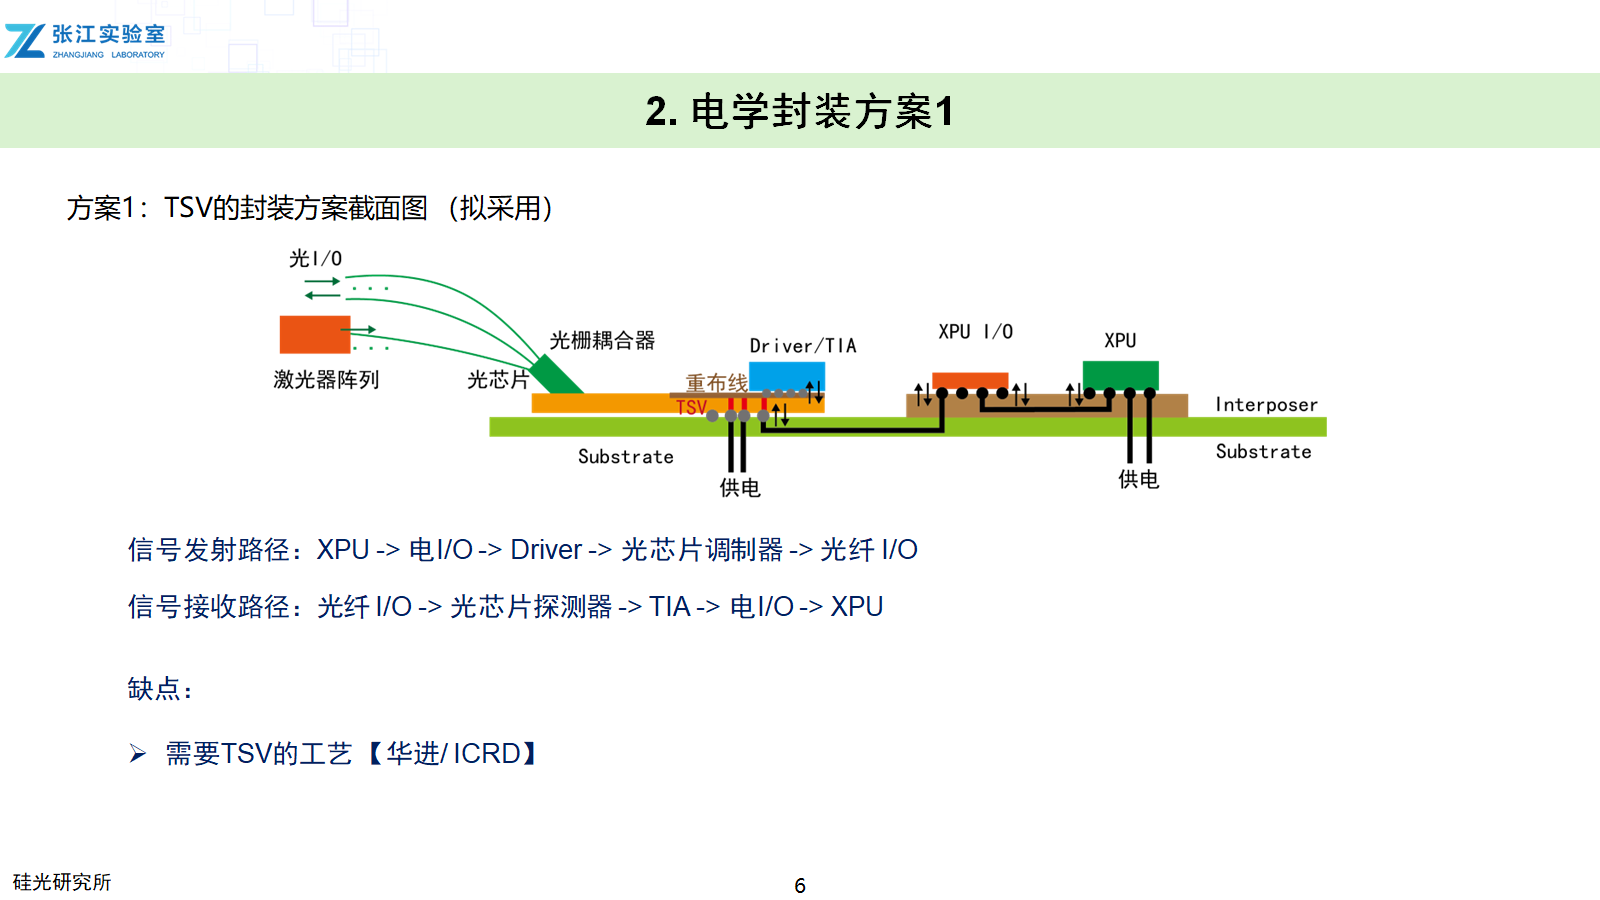 张江实验室
ZHANGJIANG LABORATORY
2. 电学封装方案1
方案1：TSV的封装方案截面图（拟采用）
光I/O
激光器阵列
光芯片
光栅耦合器
重布线
TSV
Driver/TIA
XPU I/O
XPU
Interposer
Substrate
Substrate
供电
供电
信号发射路径：XPU -> 电I/O -> Driver -> 光芯片调制器 -> 光纤 I/O
信号接收路径：光纤 I/O -> 光芯片探测器 -> TIA -> 电I/O -> XPU
缺点：
➢ 需要TSV的工艺【华进/ ICRD】
硅光研究所
6